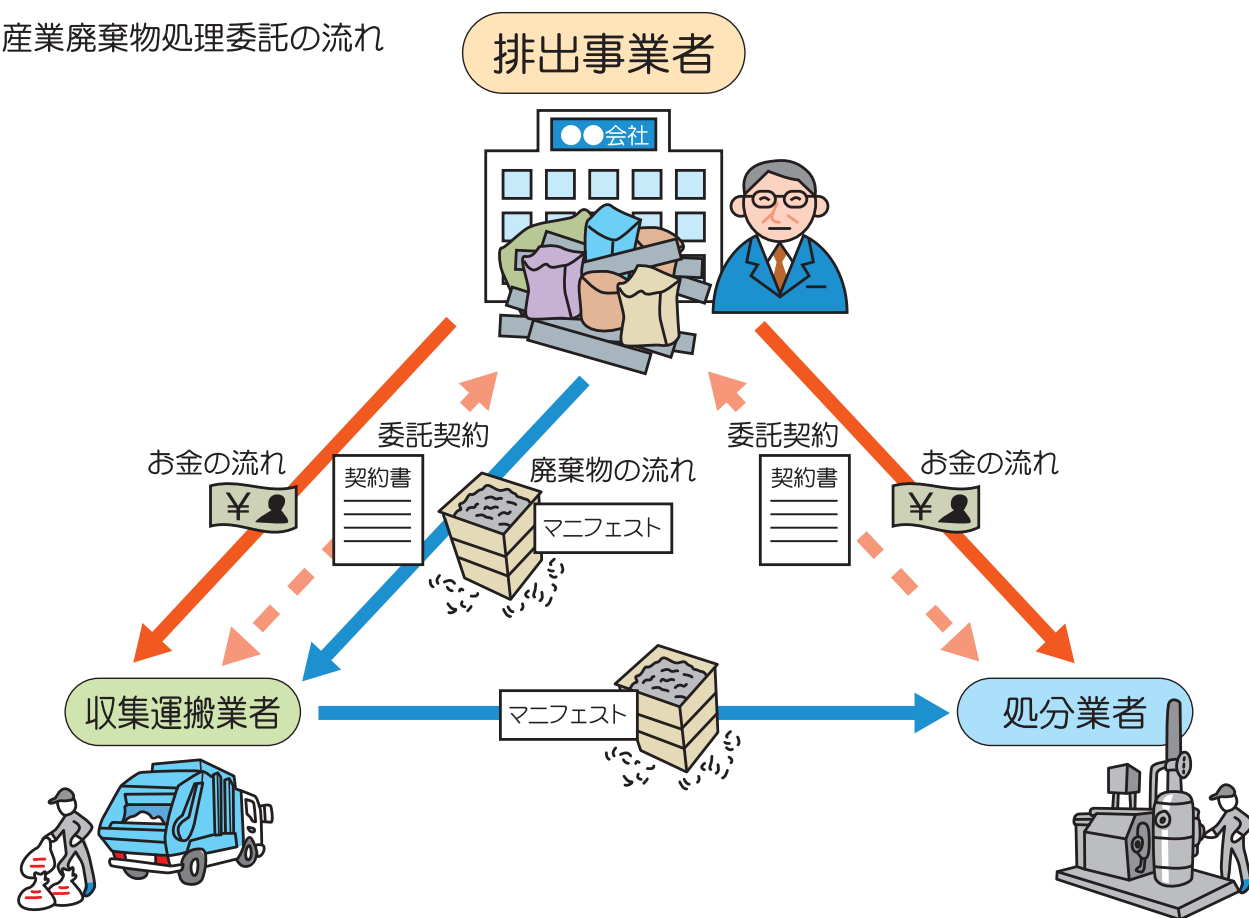 産業廃棄物処理委託の流れ
排出事業者
●●会社
委託契約
委託契約
お金の流れ
契約書
廃棄物の流れ
契約書
お金の流れ
¥
マニフェスト
¥
収集運搬業者
マニフェスト
処分業者